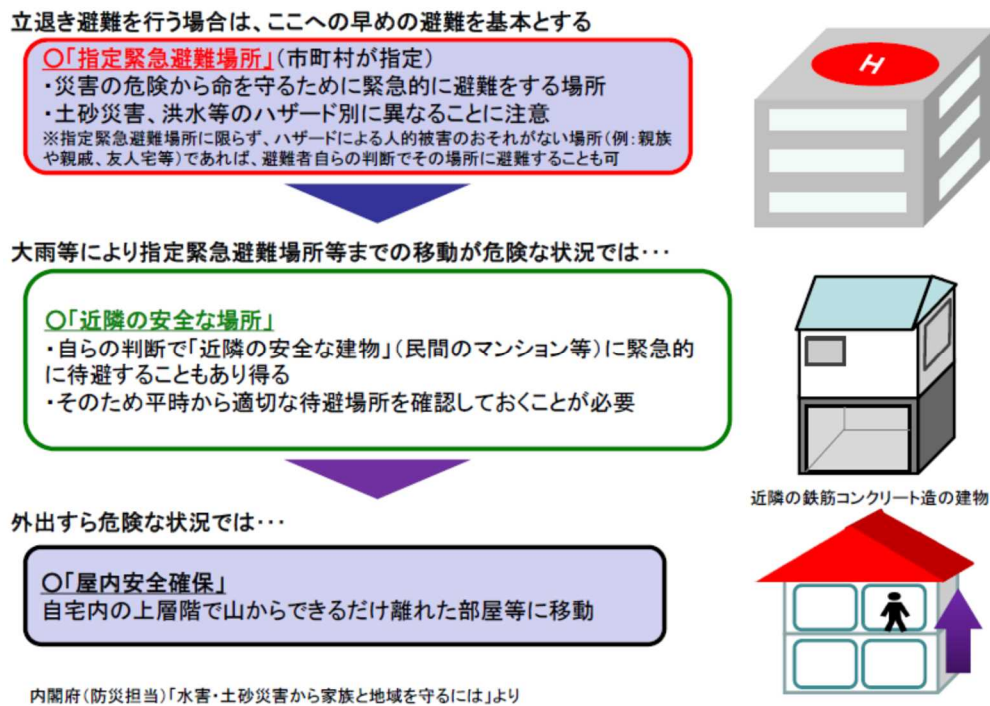 立退き避難を行う場合は、ここへの早めの避難を基本とする
〇「指定緊急避難場所」(市町村が指定)
・災害の危険から命を守るために緊急的に避難をする場所
・土砂災害、洪水等のハザード別に異なることに注意
※指定緊急避難場所に限らず、ハザードによる人的被害のおそれがない場所(例:親族
や親戚、友人宅等)であれば、避難者自らの判断でその場所に避難することも可
H
大雨等により指定緊急避難場所等までの移動が危険な状況では・・・
〇「近隣の安全な場所」
・自らの判断で「近隣の安全な建物」(民間のマンション等)に緊急的
に待避することもあり得る
・そのため平時から適切な待避場所を確認しておくことが必要
近隣の鉄筋コンクリート造の建物
外出すら危険な状況では・・・
〇「屋内安全確保」
自宅内の上層階で山からできるだけ離れた部屋等に移動
内閣府(防災担当)「水害・土砂災害から家族と地域を守るには」より